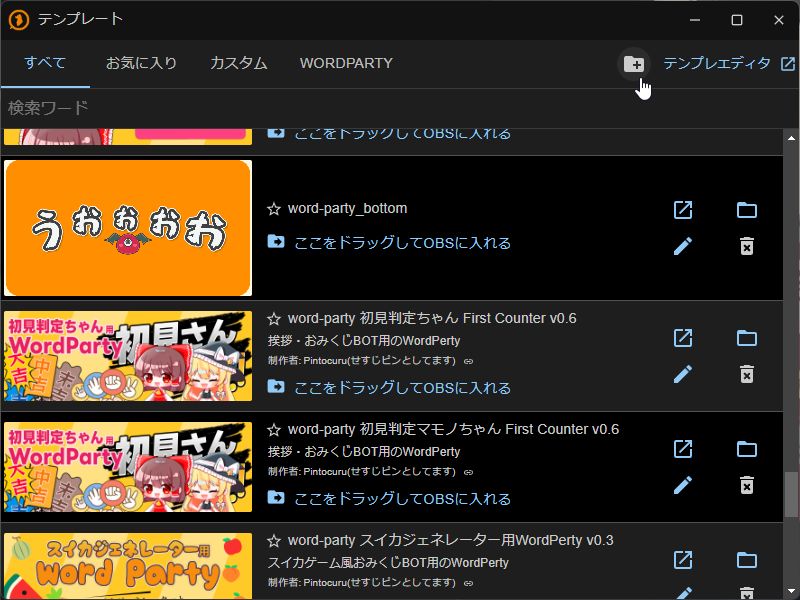 テンプレート
すべて
お気に入り
カスタム
WORDPARTY
テンプレエディタ
検索ワード
ここをドラッグしてOBSに入れる
うぉぉぉぉ
word-party_bottom
ここをドラッグしてOBSに入れる
初見判定ちゃん用
WordParty
初見さん
大吉
中吉
末吉
word-party 初見判定ちゃん First Counter v0.6
挨拶・おみくじBOT用のWordPerty
制作者: Pintocuru(せすじピンとしてます)
ここをドラッグしてOBSに入れる
初見判定ちゃん用
WordParty
初見さん
大吉
中吉
末吉
word-party 初見判定マモノちゃん First Counter v0.6
挨拶・おみくじBOT用のWordPerty
制作者: Pintocuru(せすじピンとしてます)
ここをドラッグしてOBSに入れる
スイカジェネレーター用
Word Party
word-party スイカジェネレーター用WordPerty v0.3
スイカゲーム風おみくじBOT用のWordPerty
制作者: Pintocuru(せすじピンとしてます)